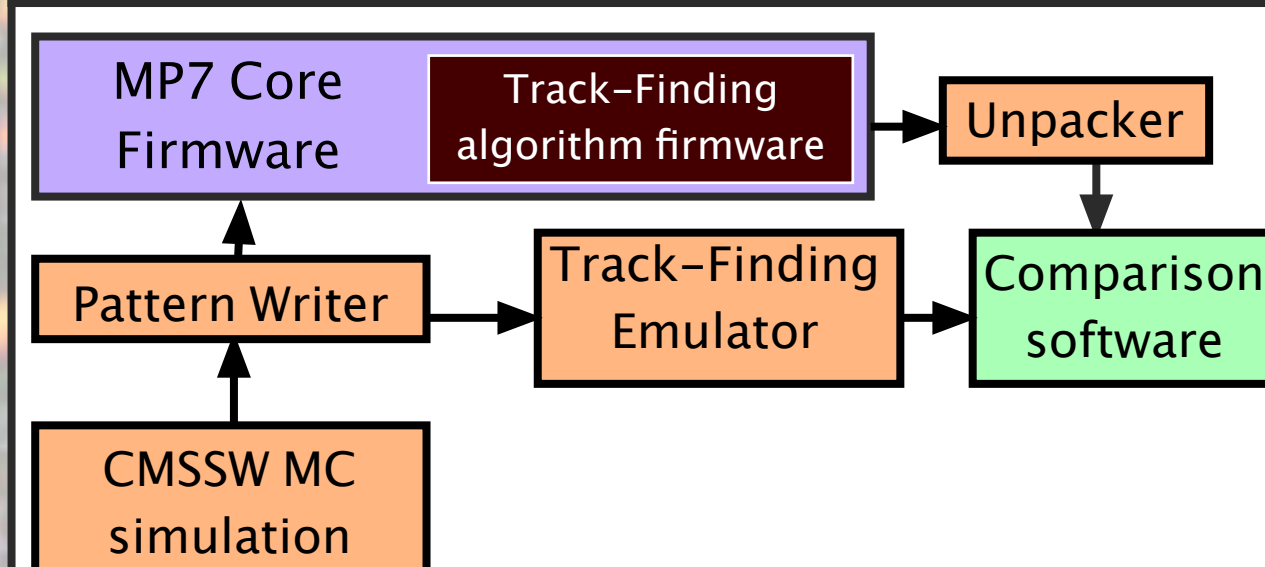 MP7 Core
Firmware
Track–Finding
algorithm firmware
Unpacker
Pattern Writer
Track–Finding
Emulator
Comparison
software
CMSSW MC
simulation